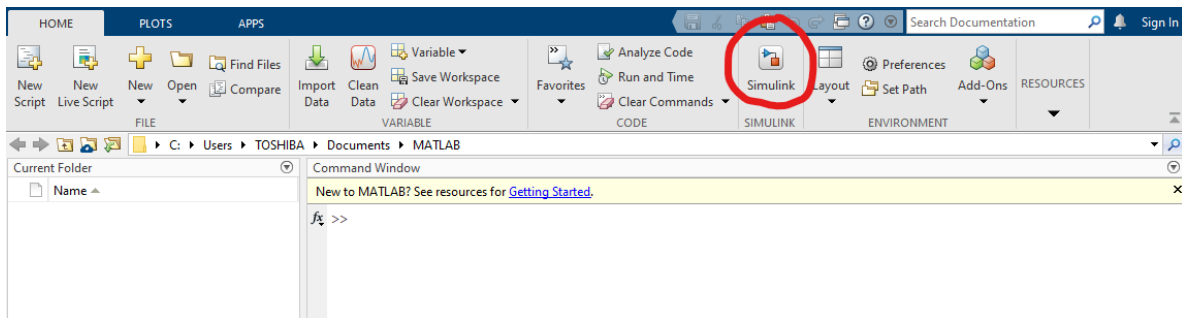 HOME PLOTS APPS Search Documentation Sign In
New Script
New Live Script
New
Open
Find Files
Compare
FILE
Import Data
Clean Data
Variable
Save Workspace
Clear Workspace
VARIABLE
Favorites
Analyze Code
Run and Time
Clear Commands
CODE
Simulink
SIMULINK
Layout
Preferences
Set Path
Add-Ons
ENVIRONMENT
RESOURCES
C: Users TOSHIBA Documents MATLAB
Current Folder
Name
Command Window
New to MATLAB? See resources for Getting Started.
fx >>